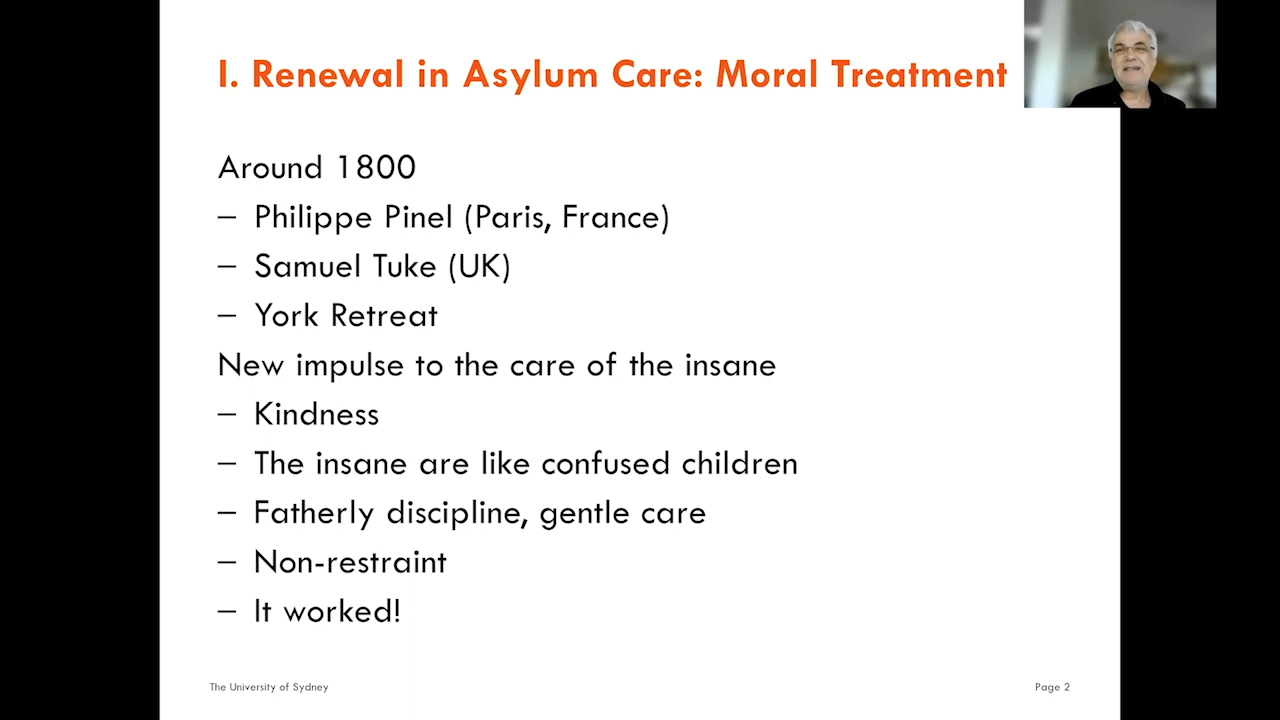 I. Renewal in Asylum Care: Moral Treatment
Around 1800
– Philippe Pinel (Paris, France)
– Samuel Tuke (UK)
– York Retreat
New impulse to the care of the insane
– Kindness
– The insane are like confused children
– Fatherly discipline, gentle care
– Non-restraint
– It worked!
The University of Sydney
Page 2